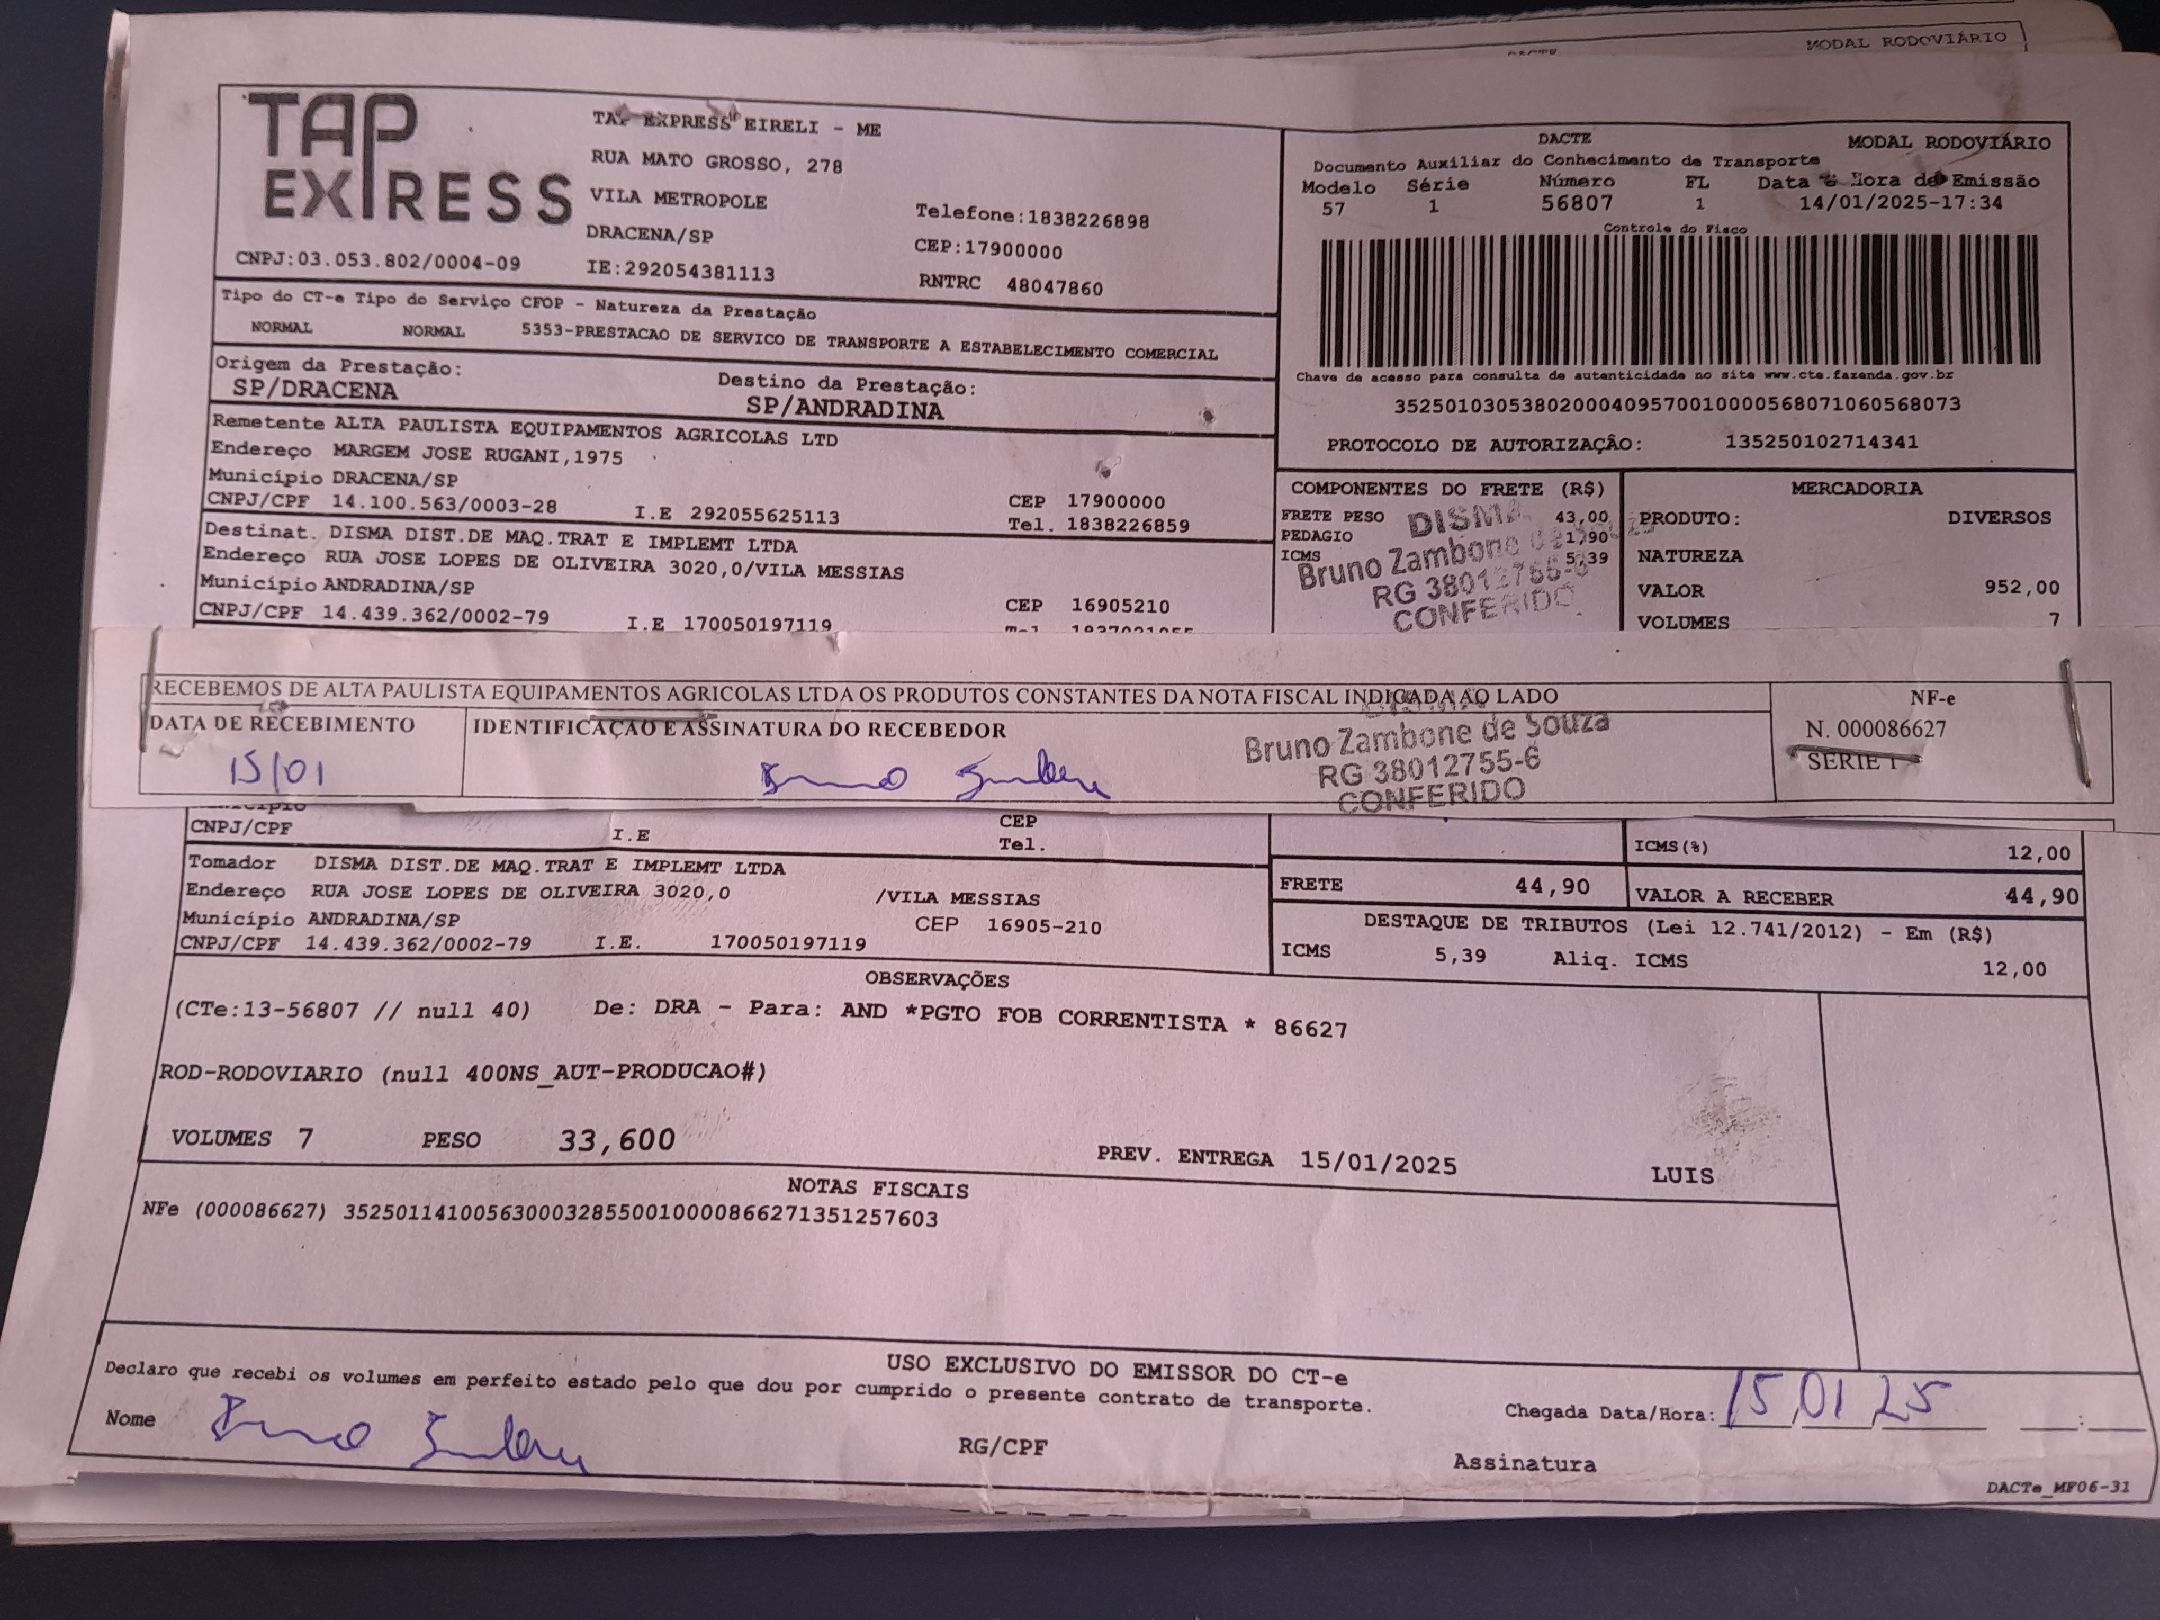 MODAL RODOVIÁRIO
TAP
EXPRESS
CNPJ:03.053.802/0004-09
TAP EXPRESS EIRELI - ME
RUA MATO GROSSO, 278
VILA METROPOLE
DRACENA/SP
IE:292054381113
Telefone:1838226898
CEP:17900000
RNTRC 48047860
DACTE
MODAL RODOVIÁRIO
Documento Auxiliar do Conhecimento de Transporte
Modelo Série Número FL Data e Hora de Emissão
57 1 56807 1 14/01/2025-17:34
Controle do Fisco
Chave de acesso para consulta de autenticidade no site www.cte.fazenda.gov.br
35250103053802000409570010000568071060568073
PROTOCOLO DE AUTORIZAÇÃO: 135250102714341
Tipo do CT-e Tipo do Serviço CFOP - Natureza da Prestação
NORMAL NORMAL 5353-PRESTACAO DE SERVICO DE TRANSPORTE A ESTABELECIMENTO COMERCIAL
Origem da Prestação: Destino da Prestação:
SP/DRACENA SP/ANDRADINA
Remetente ALTA PAULISTA EQUIPAMENTOS AGRICOLAS LTD
Endereço MARGEM JOSE RUGANI,1975
Município DRACENA/SP CEP 17900000
CNPJ/CPF 14.100.563/0003-28 I.E 292055625113 Tel. 1838226859
Destinat. DISMA DIST.DE MAQ.TRAT E IMPLEMT LTDA
Endereço RUA JOSE LOPES DE OLIVEIRA 3020,0/VILA MESSIAS
Município ANDRADINA/SP CEP 16905210
CNPJ/CPF 14.439.362/0002-79 I.E 170050197119
COMPONENTES DO FRETE (R$)
FRETE PESO 43,00
PEDAGIO 1,90
ICMS 5,39
DISMA
Bruno Zambone de Souza
RG 38012755-6
CONFERIDO
MERCADORIA
PRODUTO: DIVERSOS
NATUREZA
VALOR 952,00
VOLUMES 7
RECEBEMOS DE ALTA PAULISTA EQUIPAMENTOS AGRICOLAS LTDA OS PRODUTOS CONSTANTES DA NOTA FISCAL INDICADA AO LADO
DATA DE RECEBIMENTO
15/01
IDENTIFICAÇÃO E ASSINATURA DO RECEBEDOR
DISMA
Bruno Zambone de Souza
RG 38012755-6
CONFERIDO
NF-e
N. 000086627
SERIE 1
Município
CNPJ/CPF I.E
CEP
Tel.
Tomador DISMA DIST.DE MAQ.TRAT E IMPLEMT LTDA
Endereço RUA JOSE LOPES DE OLIVEIRA 3020,0 /VILA MESSIAS
Município ANDRADINA/SP CEP 16905-210
CNPJ/CPF 14.439.362/0002-79 I.E. 170050197119
ICMS(%) 12,00
FRETE 44,90 VALOR A RECEBER 44,90
DESTAQUE DE TRIBUTOS (Lei 12.741/2012) - Em (R$)
ICMS 5,39 Aliq. ICMS 12,00
OBSERVAÇÕES
(CTe:13-56807 // null 40) De: DRA - Para: AND *PGTO FOB CORRENTISTA * 86627
ROD-RODOVIARIO (null 400NS_AUT-PRODUCAO#)
VOLUMES 7 PESO 33,600 PREV. ENTREGA 15/01/2025 LUIS
NOTAS FISCAIS
NFe (000086627) 35250114100563000328550010000866271351257603
USO EXCLUSIVO DO EMISSOR DO CT-e
Declaro que recebi os volumes em perfeito estado pelo que dou por cumprido o presente contrato de transporte.
Nome RG/CPF Assinatura
Chegada Data/Hora: 15/01/25
DACTe_MF06-31